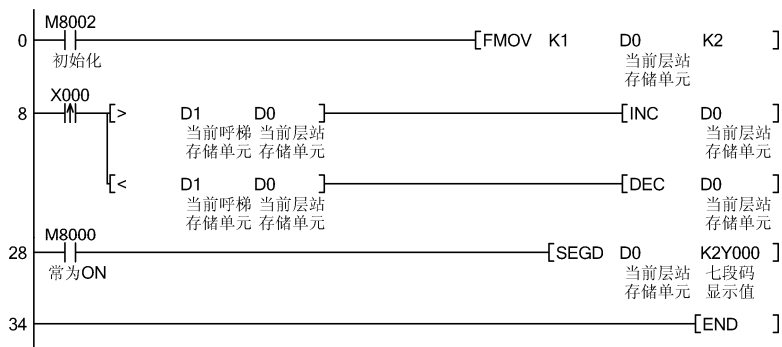 M8002
0 [FMOV K1 D0 K2 ]
初始化 当前层站
存储单元
X000
8 [> D1 D0 ] [INC D0 ]
当前呼梯 当前层站 当前层站
存储单元 存储单元 存储单元
[< D1 D0 ] [DEC D0 ]
当前呼梯 当前层站 当前层站
存储单元 存储单元 存储单元
M8000
28 [SEGD D0 K2Y000 ]
常为ON 当前层站 七段码
存储单元 显示值
34 [END ]